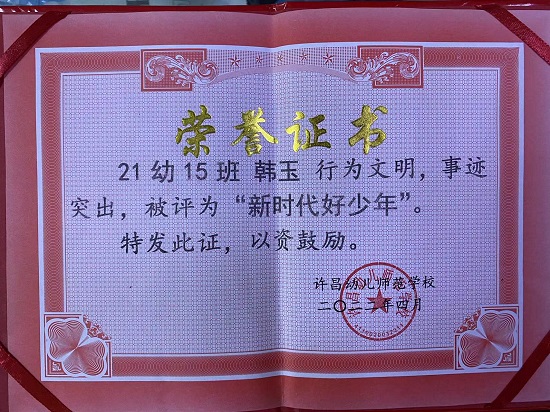 荣誉证书
21幼15班 韩玉 行为文明，事迹
突出，被评为“新时代好少年”。
特发此证，以资鼓励。
许昌幼儿师范学校
二〇二二年四月